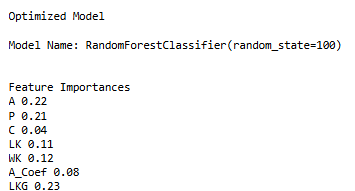 Optimized Model
Model Name: RandomForestClassifier(random_state=100)
Feature Importances
A 0.22
P 0.21
C 0.04
LK 0.11
WK 0.12
A_Coef 0.08
LKG 0.23